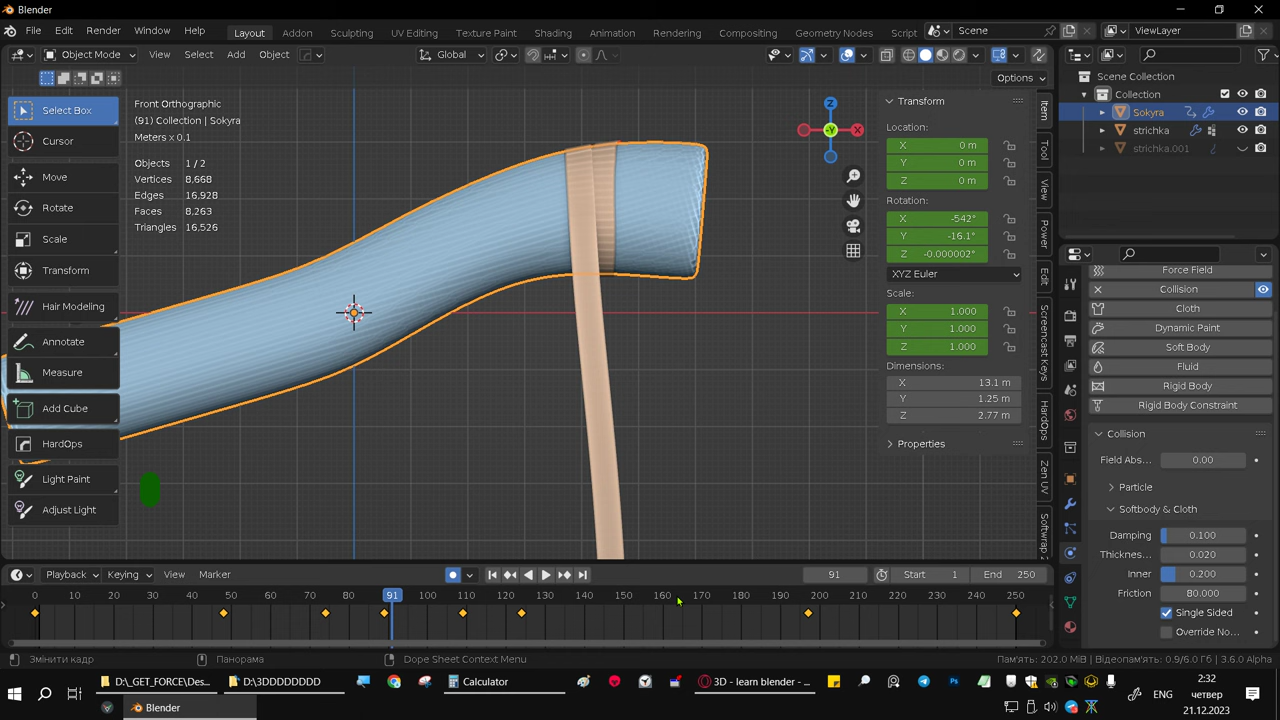 Blender
File Edit Render Window Help Layout Addon Sculpting UV Editing Texture Paint Shading Animation Rendering Compositing Geometry Nodes Script Scene ViewLayer
Object Mode View Select Add Object Global
Options
Select Box
Cursor
Move
Rotate
Scale
Transform
Hair Modeling
Annotate
Measure
Add Cube
HardOps
Light Paint
Adjust Light
Front Orthographic
(91) Collection | Sokyra
Meters x 0.1
Objects 1 / 2
Vertices 8,668
Edges 16,928
Faces 8,263
Triangles 16,526
Z
X
-Y
Transform
Location:
X 0 m
Y 0 m
Z 0 m
Rotation:
X -542°
Y -16.1°
Z -0.000002°
XYZ Euler
Scale:
X 1.000
Y 1.000
Z 1.000
Dimensions:
X 13.1 m
Y 1.25 m
Z 2.77 m
Properties
Item
Tool
View
Power
Edit
Screencast Keys
HardOps
Zen UV
Softwrap 2
Scene Collection
Collection
Sokyra
strichka
strichka.001
Force Field
Collision
Cloth
Dynamic Paint
Soft Body
Fluid
Rigid Body
Rigid Body Constraint
Collision
Field Abs... 0.00
Particle
Softbody & Cloth
Damping 0.100
Thicknes... 0.020
Inner 0.200
Friction 80.000
Single Sided
Override No...
Playback Keying View Marker 91 Start 1 End 250
0 10 20 30 40 50 60 70 80 91 100 110 120 130 140 150 160 170 180 190 200 210 220 230 240 250
Змінити кадр Панорама Dope Sheet Context Menu Пам'ять: 202.0 MiB | Відеопам'ять: 0.9/6.0 Гі | 3.6.0 Alpha
D:\_GET_FORCE\Des... D:\3DDDDDDDD Calculator 3D - learn blender - ... 2:32
ENG четвер
Blender 21.12.2023